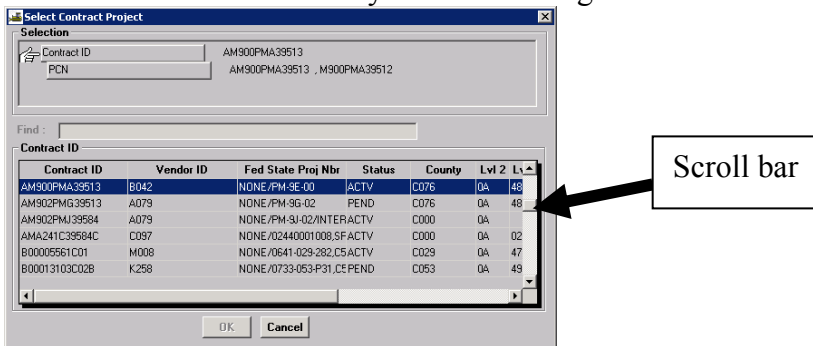 Select Contract Project
Selection
Contract ID AM900PMA39513
PCN AM900PMA39513 , M900PMA39512
Find :
Contract ID
Contract ID Vendor ID Fed State Proj Nbr Status County Lvl 2 Lv
AM900PMA39513 B042 NONE/PM-9E-00 ACTV C076 0A 48
AM902PMG39513 A079 NONE/PM-9G-02 PEND C076 0A 48
AM902PMJ39584 A079 NONE/PM-9J-02/INTER ACTV C000 0A
AMA241C39584C C097 NONE/02440001008,SF ACTV C000 0A 02
B00005561C01 M008 NONE/0641-029-282,C5 ACTV C029 0A 47
B00013103C02B K258 NONE/0733-053-P31,C5 PEND C053 0A 49
OK Cancel
Scroll bar